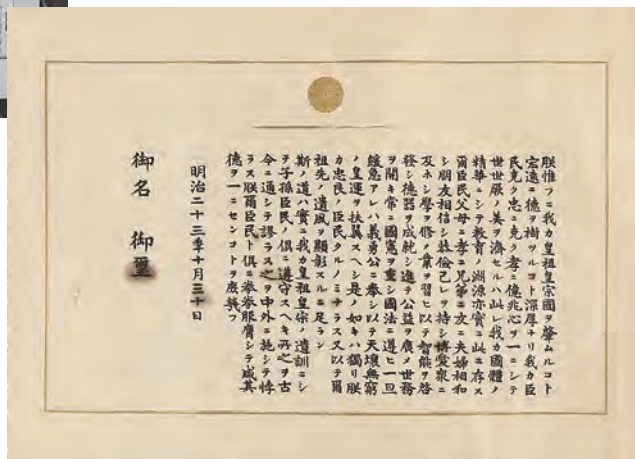 朕惟フニ我カ皇祖皇宗國ヲ肇ムルコト
宏遠ニ德ヲ樹ツルコト深厚ナリ我カ臣
民克ク忠ニ克ク孝ニ億兆心ヲ一ニシテ
世世厥ノ美ヲ濟セルハ此レ我カ國體ノ
精華ニシテ教育ノ淵源亦實ニ此ニ存ス
爾臣民父母ニ孝ニ兄弟ニ友ニ夫婦相和
シ朋友相信シ恭儉己レヲ持シ博愛衆ニ
及ホシ學ヲ修メ業ヲ習ヒ以テ智能ヲ啓
發シ德器ヲ成就シ進テ公益ヲ廣メ世務
ヲ開キ常ニ國憲ヲ重シ國法ニ遵ヒ一旦
緩急アレハ義勇公ニ奉シ以テ天壤無窮
ノ皇運ヲ扶翼スヘシ是ノ如キハ獨リ朕
カ忠良ノ臣民タルノミナラス又以テ爾
祖先ノ遺風ヲ顯彰スルニ足ラン
斯ノ道ハ實ニ我カ皇祖皇宗ノ遺訓ニシ
テ子孫臣民ノ俱ニ遵守スヘキ所之ヲ古
今ニ通シテ謬ラス之ヲ中外ニ施シテ悖
ラス朕爾臣民ト俱ニ拳拳服膺シテ咸其
德ヲ一ニセンコトヲ庶幾フ
明治二十三秊十月三十日
御名 御璽